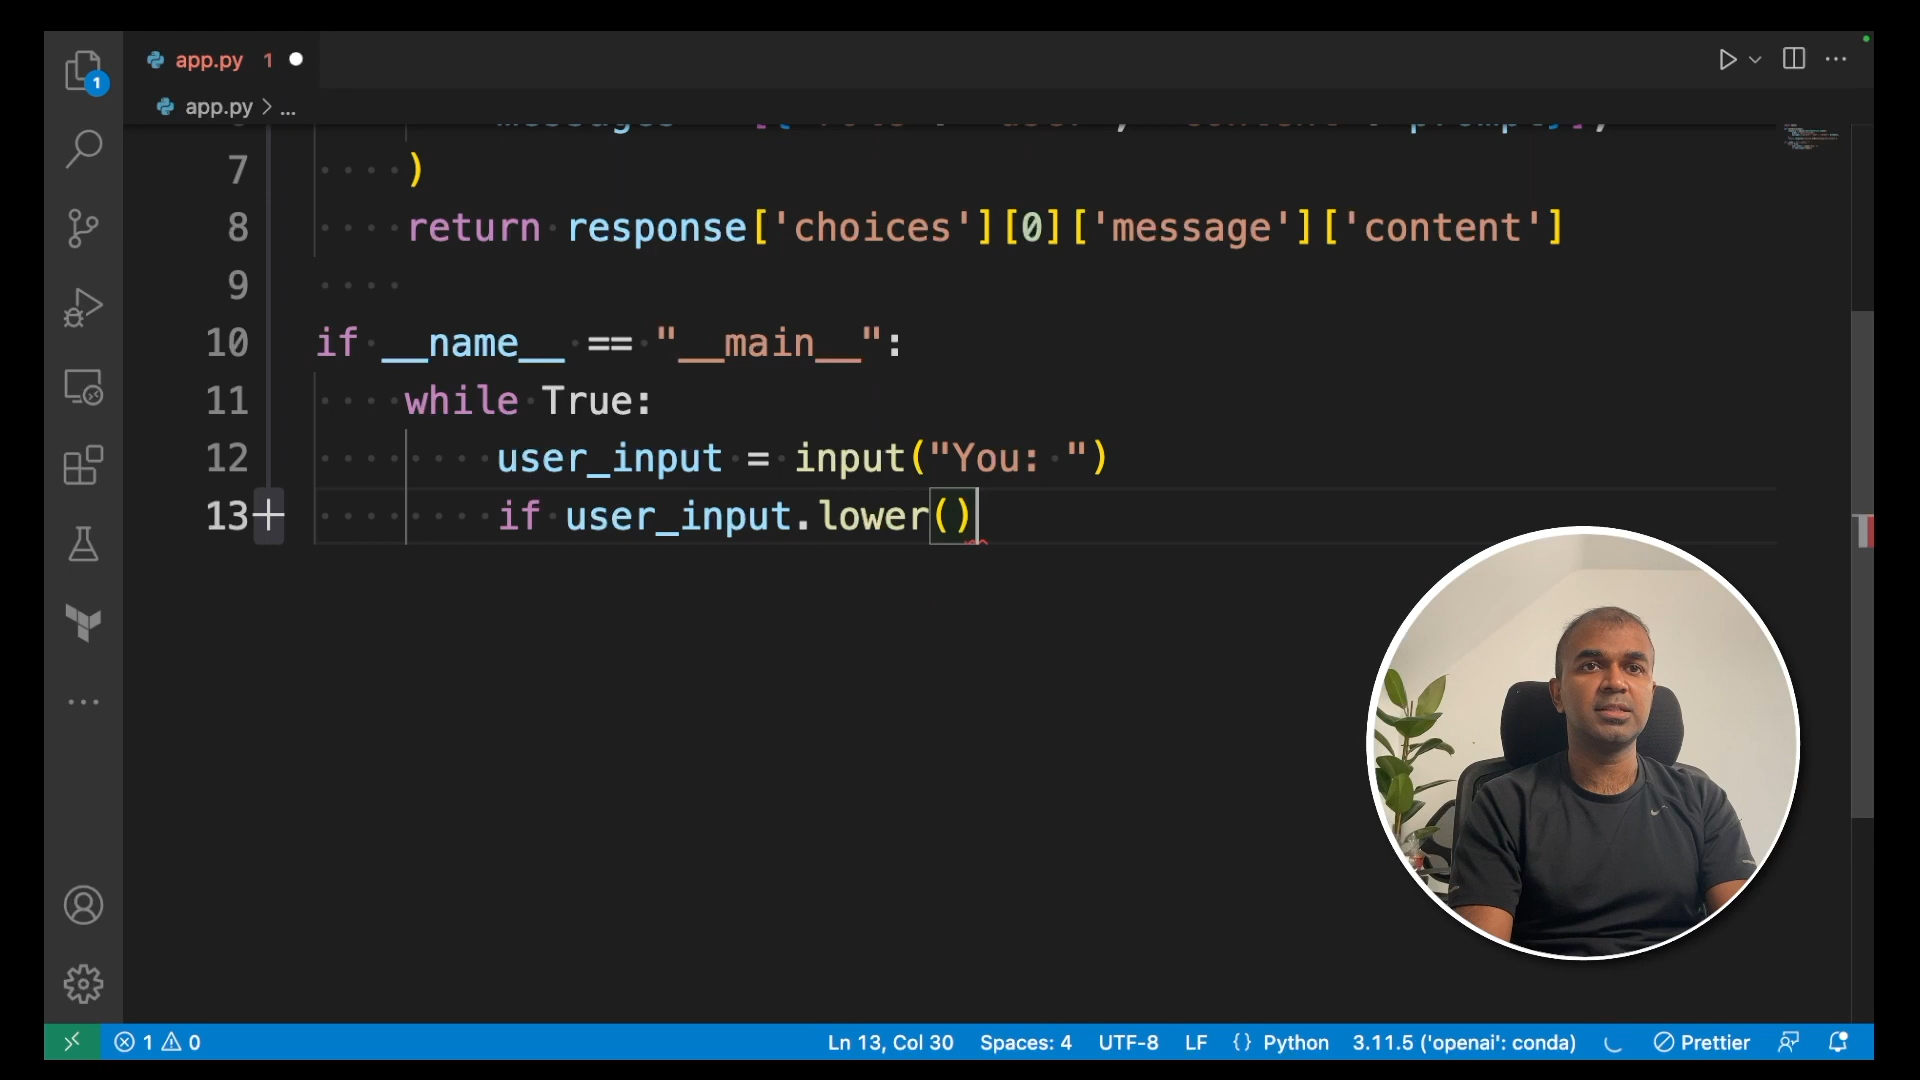 1
app.py 1
app.py > ...
7 )
8 return response['choices'][0]['message']['content']
9
10 if __name__ == "__main__":
11 while True:
12 user_input = input("You: ")
13 if user_input.lower()
1 0 Ln 13, Col 30 Spaces: 4 UTF-8 LF {} Python 3.11.5 ('openai': conda) Prettier